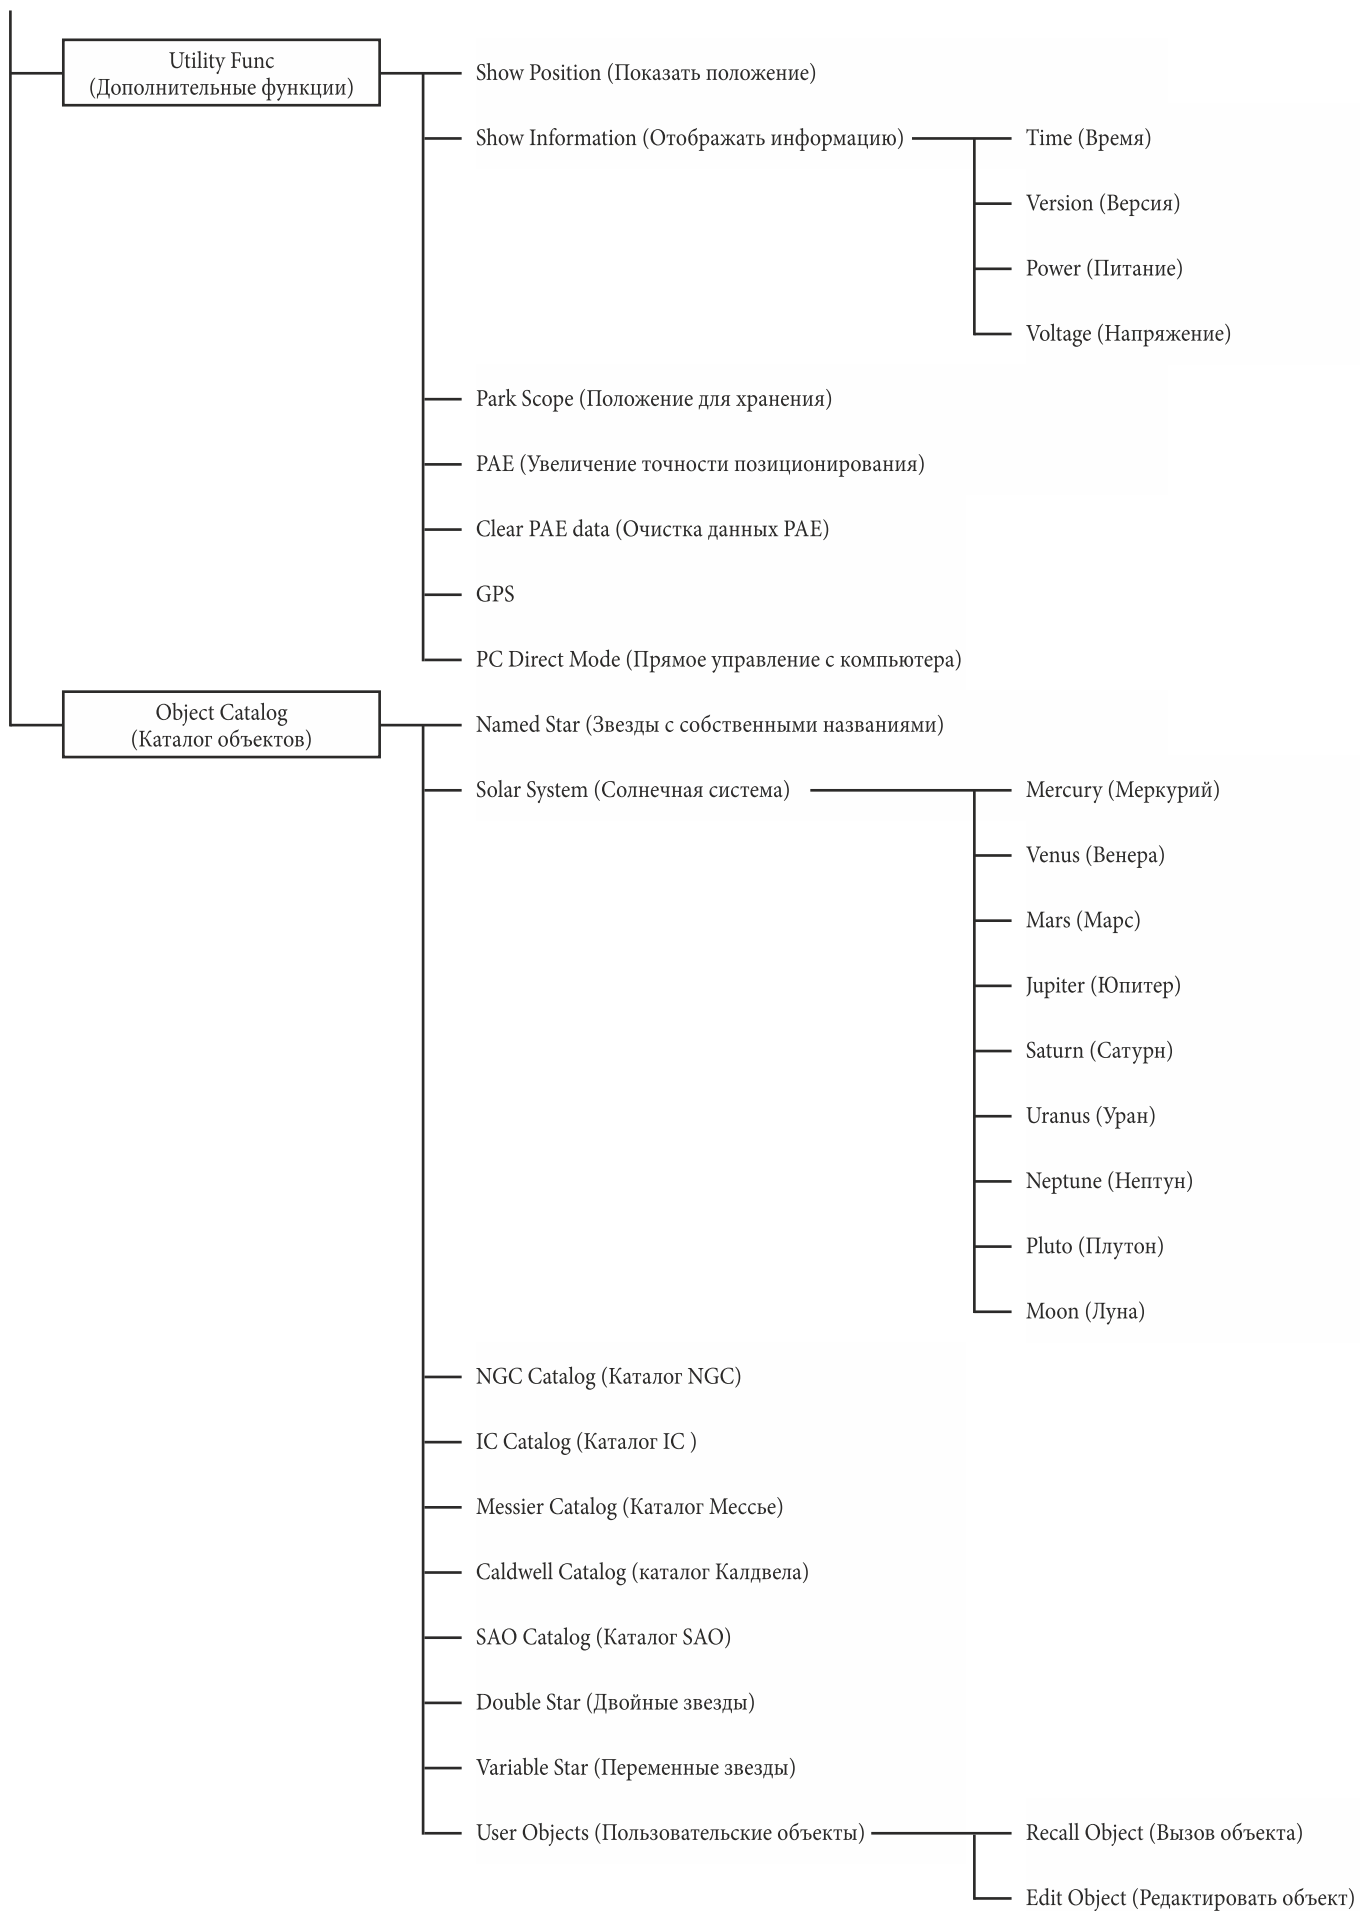 Utility Func
(Дополнительные функции)
Show Position (Показать положение)
Show Information (Отображать информацию)
Time (Время)
Version (Версия)
Power (Питание)
Voltage (Напряжение)
Park Scope (Положение для хранения)
PAE (Увеличение точности позиционирования)
Clear PAE data (Очистка данных PAE)
GPS
PC Direct Mode (Прямое управление с компьютера)
Object Catalog
(Каталог объектов)
Named Star (Звезды с собственными названиями)
Solar System (Солнечная система)
Mercury (Меркурий)
Venus (Венера)
Mars (Марс)
Jupiter (Юпитер)
Saturn (Сатурн)
Uranus (Уран)
Neptune (Нептун)
Pluto (Плутон)
Moon (Луна)
NGC Catalog (Каталог NGC)
IC Catalog (Каталог IC )
Messier Catalog (Каталог Мессье)
Caldwell Catalog (каталог Калдвела)
SAO Catalog (Каталог SAO)
Double Star (Двойные звезды)
Variable Star (Переменные звезды)
User Objects (Пользовательские объекты)
Recall Object (Вызов объекта)
Edit Object (Редактировать объект)